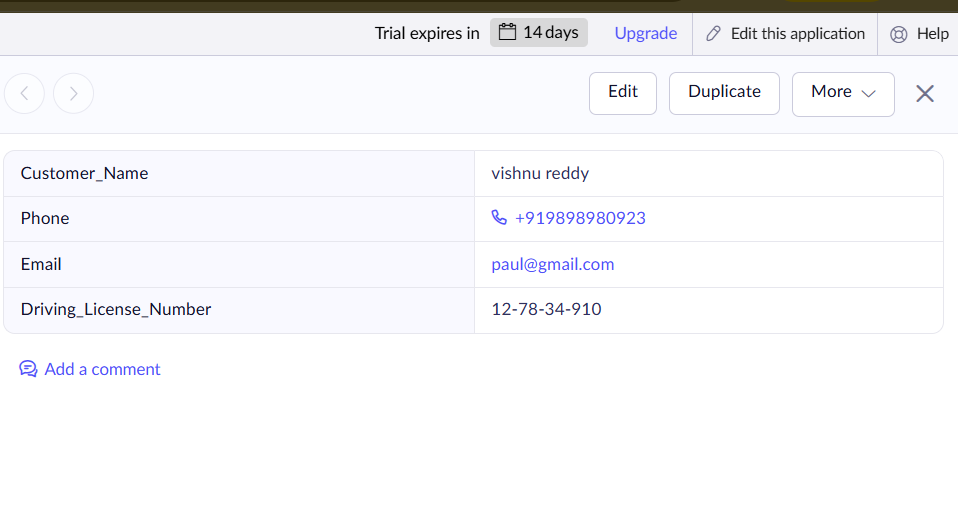 Trial expires in 14 days Upgrade Edit this application Help
Edit Duplicate More
Customer_Name vishnu reddy
Phone +919898980923
Email paul@gmail.com
Driving_License_Number 12-78-34-910
Add a comment